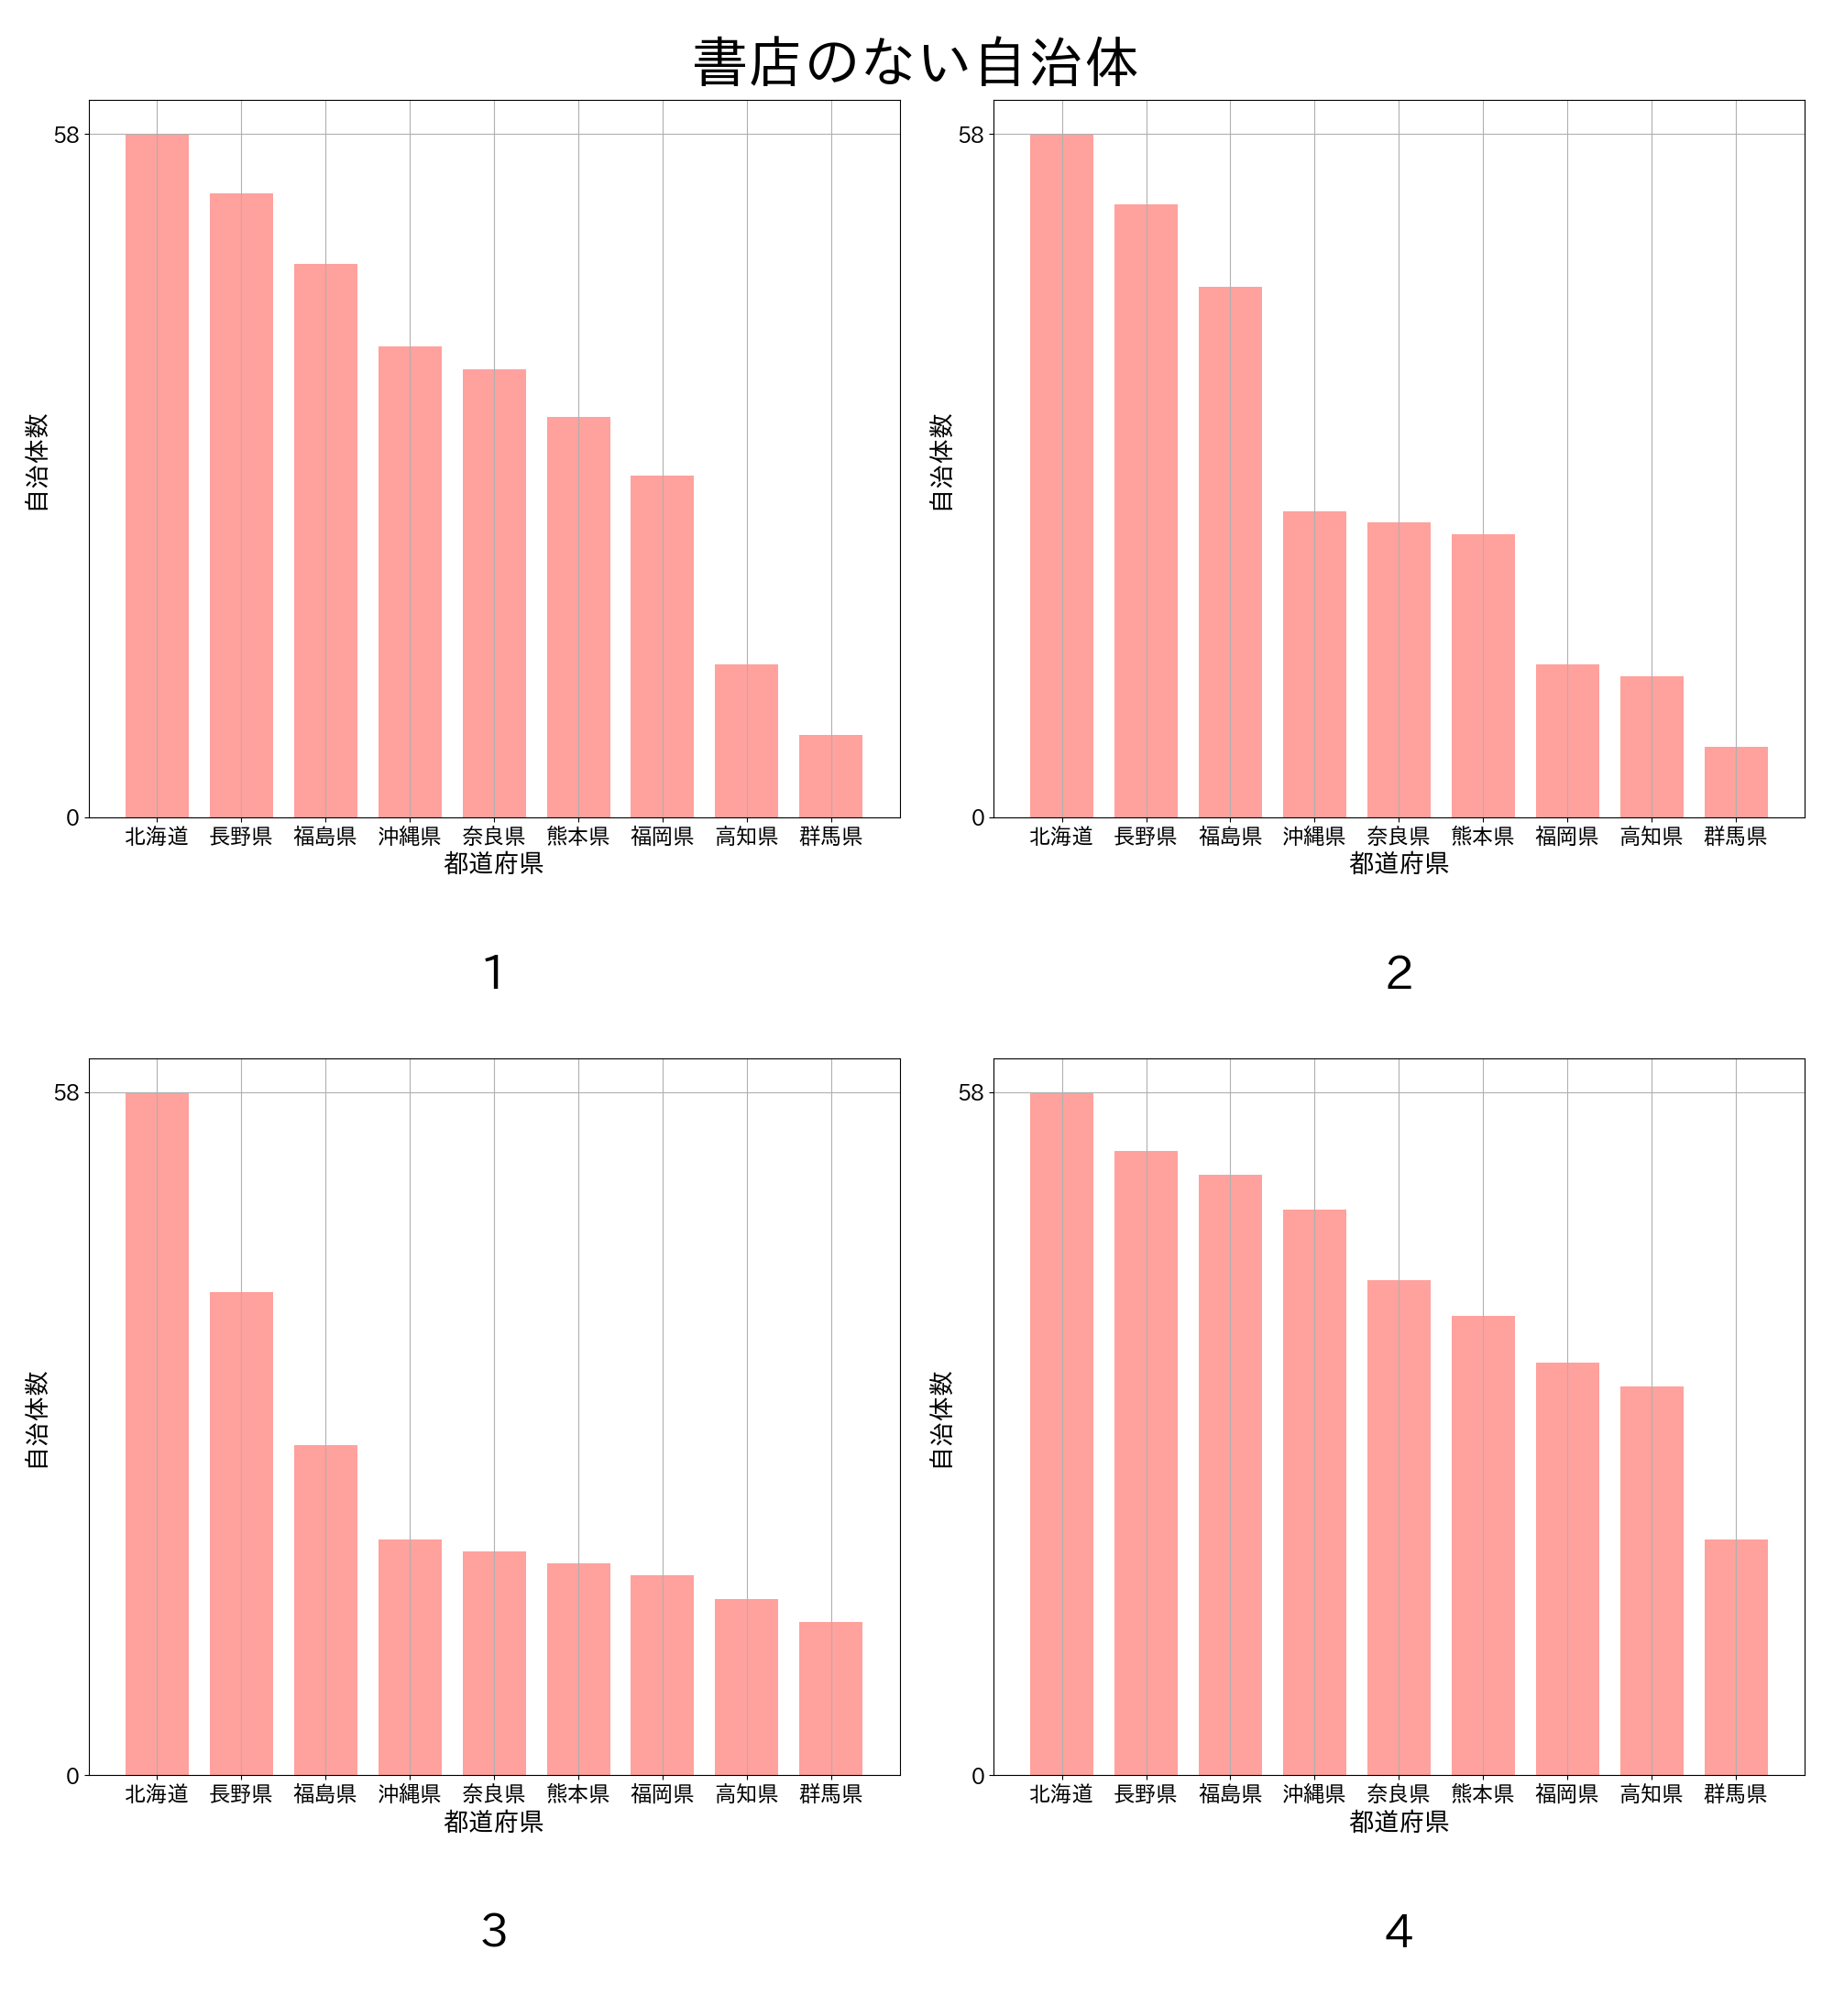 書店のない自治体
58
0
自治体数
北海道 長野県 福島県 沖縄県 奈良県 熊本県 福岡県 高知県 群馬県
都道府県
1
58
0
自治体数
北海道 長野県 福島県 沖縄県 奈良県 熊本県 福岡県 高知県 群馬県
都道府県
2
58
0
自治体数
北海道 長野県 福島県 沖縄県 奈良県 熊本県 福岡県 高知県 群馬県
都道府県
3
58
0
自治体数
北海道 長野県 福島県 沖縄県 奈良県 熊本県 福岡県 高知県 群馬県
都道府県
4